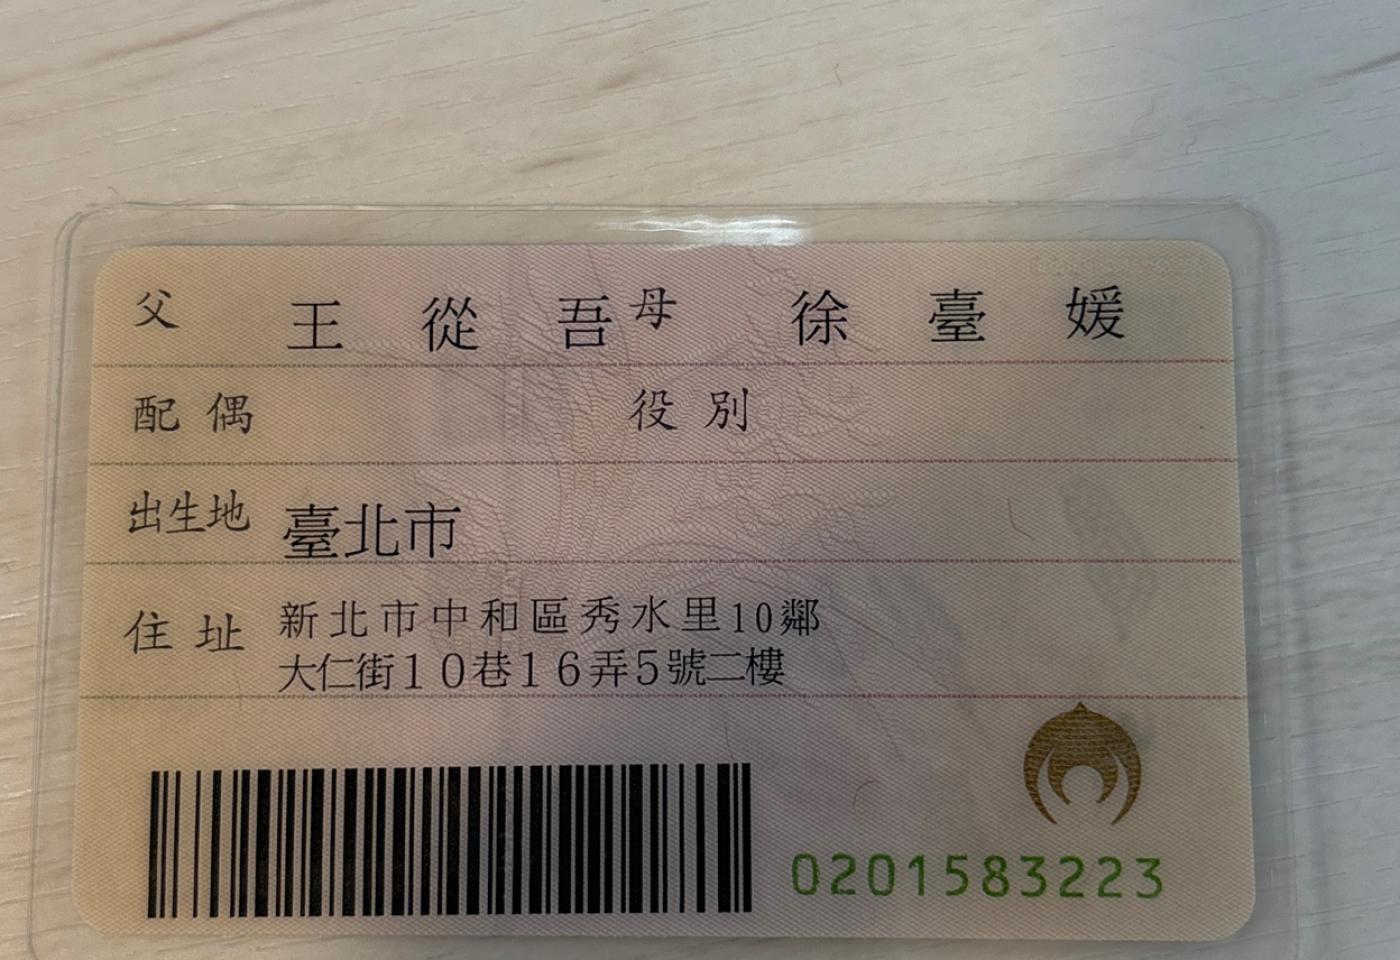 父 王從吾 母 徐臺媛
配偶 役別
出生地 臺北市
住址 新北市中和區秀水里10鄰
大仁街10巷16弄5號二樓
0201583223